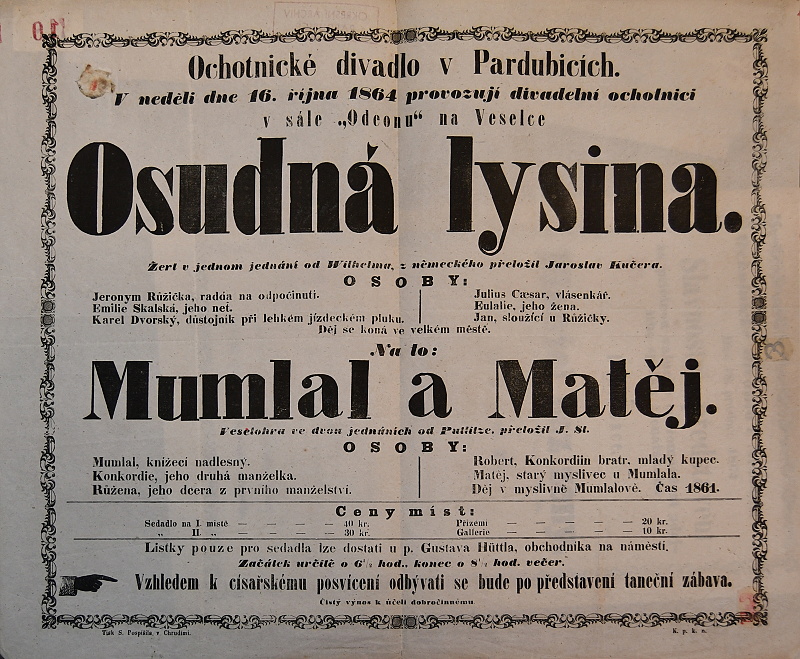 Ochotnické divadlo v Pardubicích.
V neděli dne 16. října 1864 provozují divadelní ochotníci
v sále „Odeonu“ na Veselce
Osudná lysina.
Žert v jednom jednání od Wilhelma, z německého přeložil Jaroslav Kučera.
OSOBY:
Jeronym Růžička, radda na odpočinutí.
Emilie Skalská, jeho neť.
Karel Dvorský, důstojník při lehkém jízdeckém pluku.
Julius Cæsar, vlásenkář.
Eulalie, jeho žena.
Jan, sloužící u Růžičky.
Děj se koná ve velkém městě.
Na to:
Mumlal a Matěj.
Veselohra ve dvou jednáních od Putlitze, přeložil J. St.
OSOBY:
Mumlal, knížecí nadlesný.
Konkordie, jeho druhá manželka.
Růžena, jeho dcera z prvního manželství.
Robert, Konkordiin bratr, mladý kupec.
Matěj, starý myslivec u Mumlala.
Děj v myslivně Mumlalově. Čas 1861.
Ceny míst:
Sedadlo na I. místě — — — — — 40 kr.
„ II. „ — — — — — 30 kr.
Přízemí — — — — — — 20 kr.
Gallerie — — — — — — 10 kr.
Lístky pouze pro sedadla lze dostati u p. Gustava Hüttla, obchodníka na náměstí.
Začátek určitě o 6½ hod., konec o 8½ hod. večer.
Vzhledem k císařskému posvícení odbývati se bude po představení taneční zábava.
Čistý výnos k účeli dobročinnému.
Tisk S. Pospíšila v Chrudimi.
K. p. k. n.
3